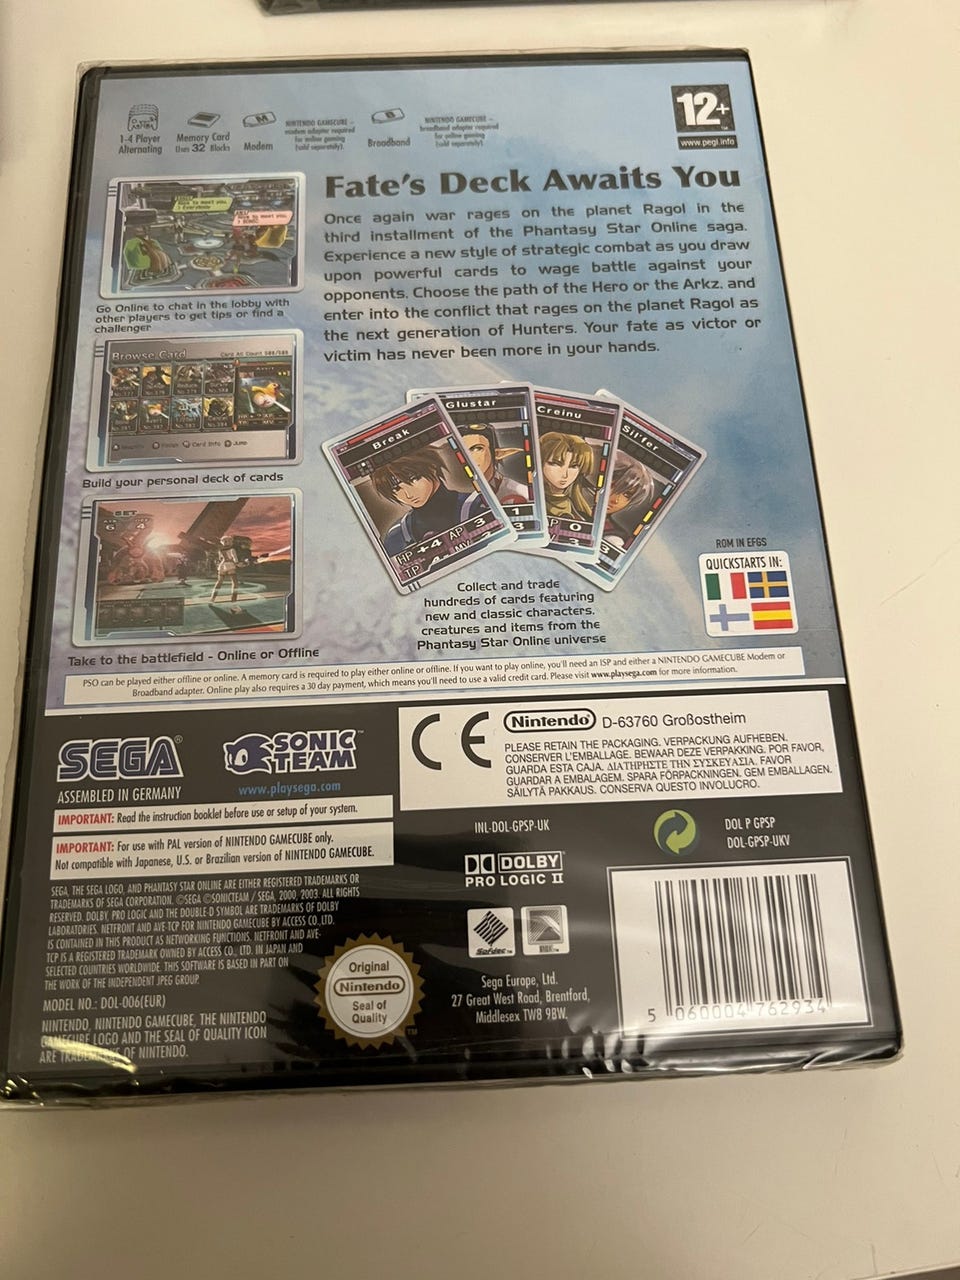 1-4 Player
Alternating
Memory Card
Uses 32 Blocks
Modem
NINTENDO GAMECUBE -
modem adapter required
for online gaming
(sold separately).
Broadband
NINTENDO GAMECUBE -
broadband adapter required
for online gaming
(sold separately).
12+
www.pegi.info
Fate's Deck Awaits You
Once again war rages on the planet Ragol in the
third installment of the Phantasy Star Online saga.
Experience a new style of strategic combat as you draw
upon powerful cards to wage battle against your
opponents. Choose the path of the Hero or the Arkz, and
enter into the conflict that rages on the planet Ragol as
the next generation of Hunters. Your fate as victor or
victim has never been more in your hands.
Go Online to chat in the lobby with
other players to get tips or find a
challenger
Browse Card
Build your personal deck of cards
SET
6 4
Take to the battlefield - Online or Offline
Break
HP +4 AP 3
TP
MV
Glustar
1
3
Creinu
AP 0
3
Sil'fer
3
Collect and trade
hundreds of cards featuring
new and classic characters,
creatures and items from the
Phantasy Star Online universe
ROM IN EFGS
QUICKSTARTS IN:
PSO can be played either offline or online. A memory card is required to play either online or offline. If you want to play online, you'll need an ISP and either a NINTENDO GAMECUBE Modem or
Broadband adapter. Online play also requires a 30 day payment, which means you'll need to use a valid credit card. Please visit www.playsega.com for more information.
SEGA®
SONIC
TEAM™
ASSEMBLED IN GERMANY
www.playsega.com
CE
Nintendo® D-63760 Großostheim
PLEASE RETAIN THE PACKAGING. VERPACKUNG AUFHEBEN.
CONSERVER L'EMBALLAGE. BEWAAR DEZE VERPAKKING. POR FAVOR,
GUARDA ESTA CAJA. ΔΙΑΤΗΡΗΣΤΕ ΤΗΝ ΣΥΣΚΕΥΑΣΙΑ. FAVOR
GUARDAR A EMBALAGEM. SPARA FÖRPACKNINGEN. GEM EMBALLAGEN.
SÄILYTÄ PAKKAUS. CONSERVA QUESTO INVOLUCRO.
IMPORTANT: Read the instruction booklet before use or setup of your system.
IMPORTANT: For use with PAL version of NINTENDO GAMECUBE only.
Not compatible with Japanese, U.S. or Brazilian version of NINTENDO GAMECUBE.
INL-DOL-GPSP-UK
DOL P GPSP
DOL-GPSP-UKV
DOLBY
PRO LOGIC II
SEGA, THE SEGA LOGO, AND PHANTASY STAR ONLINE ARE EITHER REGISTERED TRADEMARKS OR
TRADEMARKS OF SEGA CORPORATION. ©SEGA ©SONICTEAM / SEGA, 2000, 2003. ALL RIGHTS
RESERVED. DOLBY, PRO LOGIC AND THE DOUBLE-D SYMBOL ARE TRADEMARKS OF DOLBY
LABORATORIES. NETFRONT AND AVE-TCP FOR NINTENDO GAMECUBE BY ACCESS CO., LTD.
IS CONTAINED IN THIS PRODUCT AS NETWORKING FUNCTIONS. NETFRONT AND AVE-
TCP IS A REGISTERED TRADEMARK OWNED BY ACCESS CO., LTD. IN JAPAN AND
SELECTED COUNTRIES WORLDWIDE. THIS SOFTWARE IS BASED IN PART ON
THE WORK OF THE INDEPENDENT JPEG GROUP.
MODEL NO.: DOL-006(EUR)
NINTENDO, NINTENDO GAMECUBE, THE NINTENDO
GAMECUBE LOGO AND THE SEAL OF QUALITY ICON
ARE TRADEMARKS OF NINTENDO.
Original
Nintendo
Seal of
Quality
TM
Sofdec™
Sega Europe, Ltd.
27 Great West Road, Brentford,
Middlesex TW8 9BW.
5 060004 762934